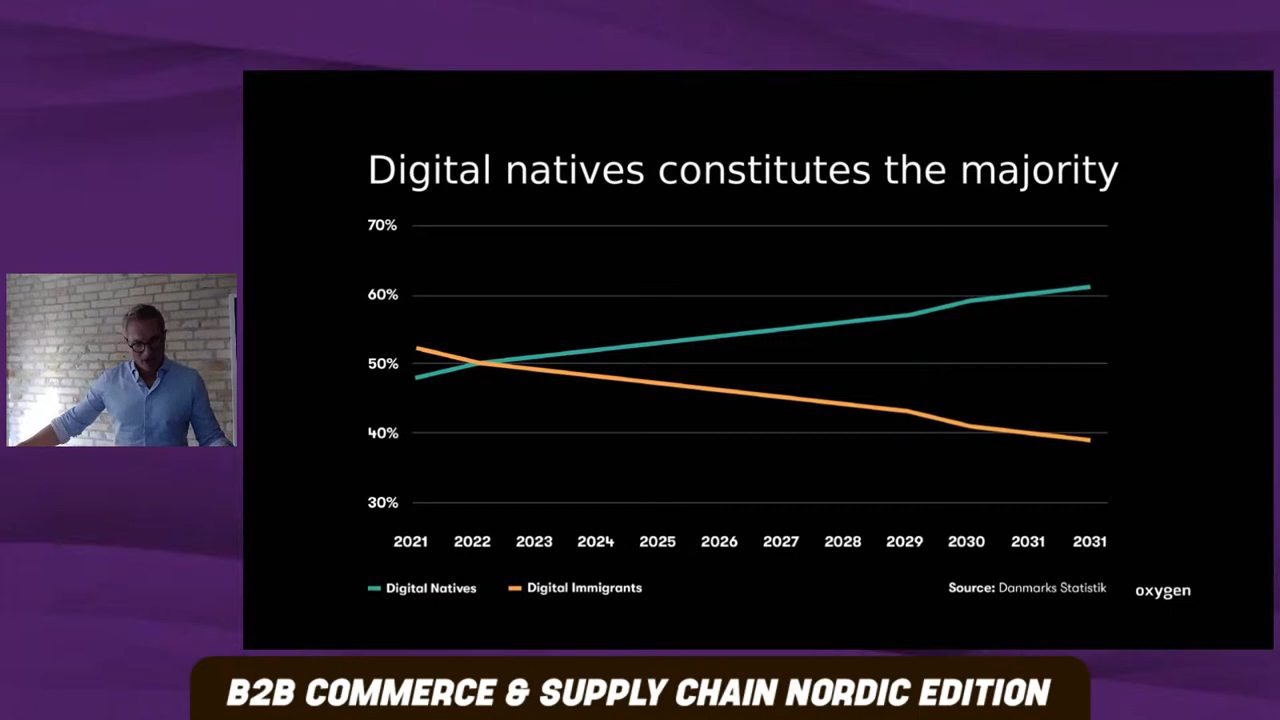 Digital natives constitutes the majority
70%
60%
50%
40%
30%
2021 2022 2023 2024 2025 2026 2027 2028 2029 2030 2031 2031
Digital Natives Digital Immigrants Source: Danmarks Statistik oxygen
B2B COMMERCE & SUPPLY CHAIN NORDIC EDITION